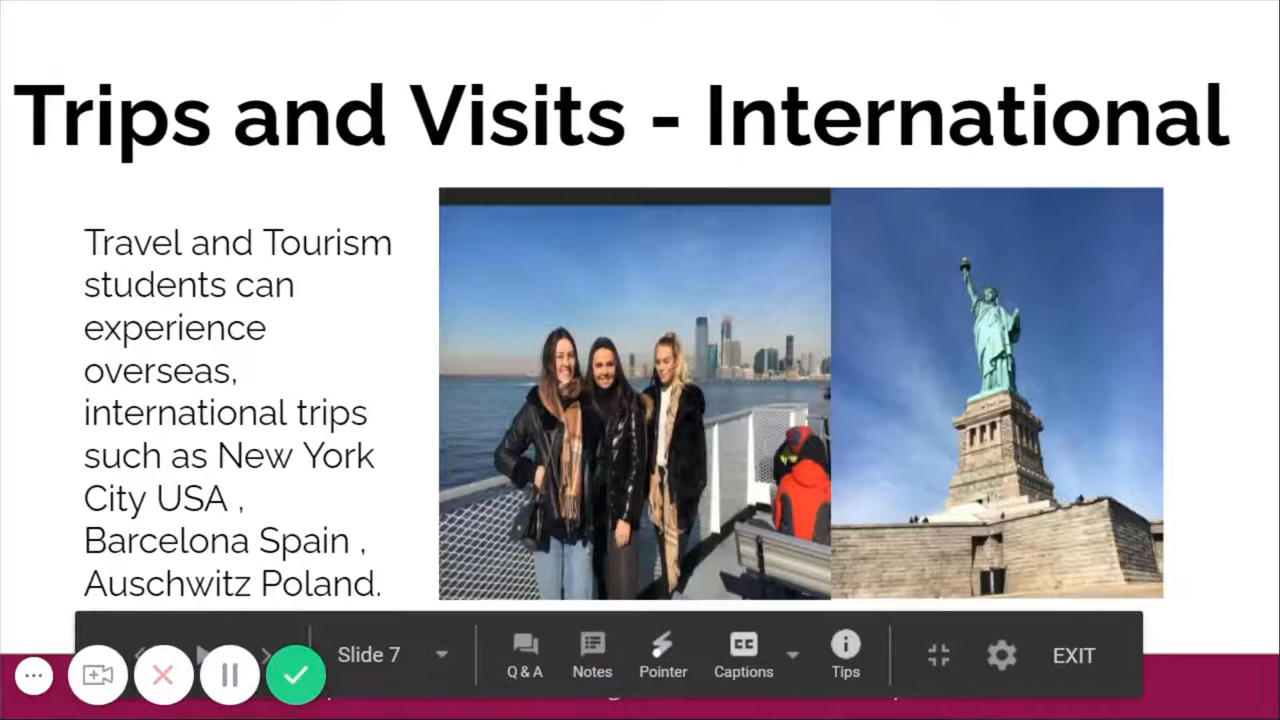 Trips and Visits - International
Travel and Tourism
students can
experience
overseas,
international trips
such as New York
City USA ,
Barcelona Spain ,
Auschwitz Poland.
Slide 7
Q & A
Notes
Pointer
CC
Captions
Tips
EXIT